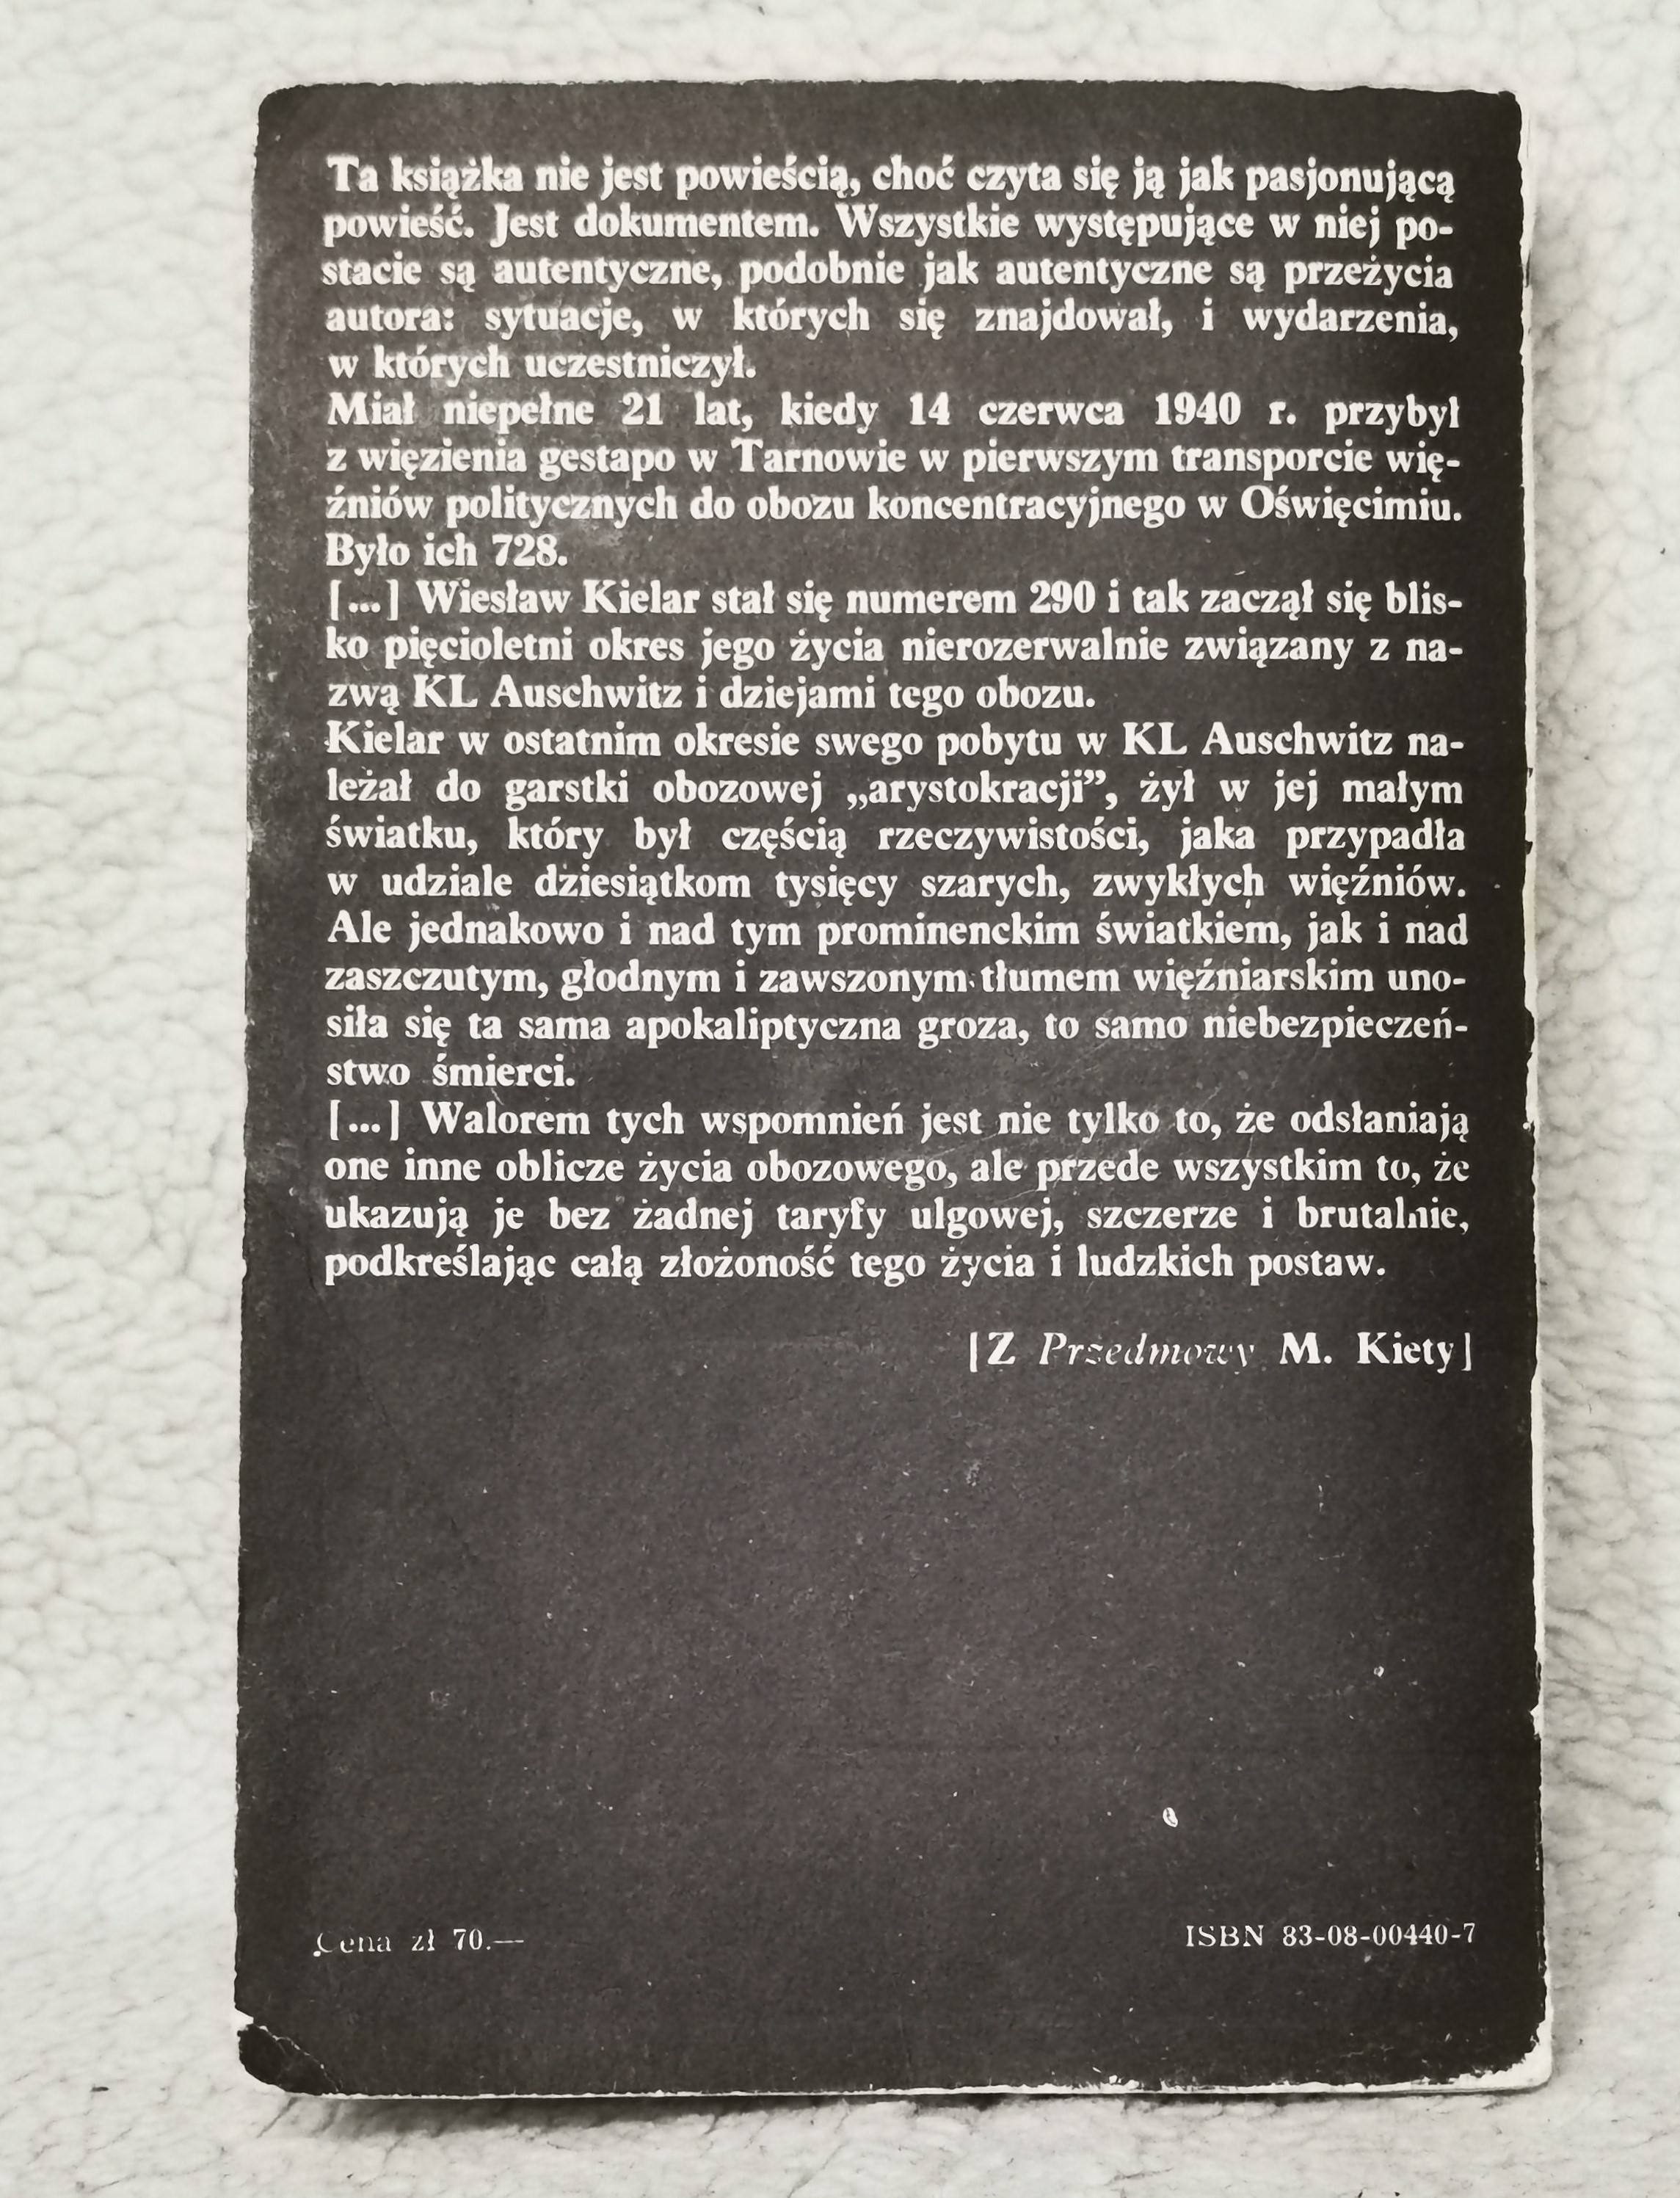 Ta książka nie jest powieścią, choć czyta się ją jak pasjonującą
powieść. Jest dokumentem. Wszystkie występujące w niej po-
stacie są autentyczne, podobnie jak autentyczne są przeżycia
autora: sytuacje, w których się znajdował, i wydarzenia,
w których uczestniczył.
Miał niepełne 21 lat, kiedy 14 czerwca 1940 r. przybył
z więzienia gestapo w Tarnowie w pierwszym transporcie wię-
źniów politycznych do obozu koncentracyjnego w Oświęcimiu.
Było ich 728.
[...] Wiesław Kielar stał się numerem 290 i tak zaczął się blis-
ko pięcioletni okres jego życia nierozerwalnie związany z na-
zwą KL Auschwitz i dziejami tego obozu.
Kielar w ostatnim okresie swego pobytu w KL Auschwitz na-
leżał do garstki obozowej „arystokracji”, żył w jej małym
światku, który był częścią rzeczywistości, jaka przypadła
w udziale dziesiątkom tysięcy szarych, zwykłych więźniów.
Ale jednakowo i nad tym prominenckim światkiem, jak i nad
zaszczutym, głodnym i zawszonym tłumem więźniarskim uno-
siła się ta sama apokaliptyczna groza, to samo niebezpieczeń-
stwo śmierci.
[...] Walorem tych wspomnień jest nie tylko to, że odsłaniają
one inne oblicze życia obozowego, ale przede wszystkim to, że
ukazują je bez żadnej taryfy ulgowej, szczerze i brutalnie,
podkreślając całą złożoność tego życia i ludzkich postaw.
[Z Przedmowy M. Kiety]
Cena zł 70.—
ISBN 83-08-00440-7